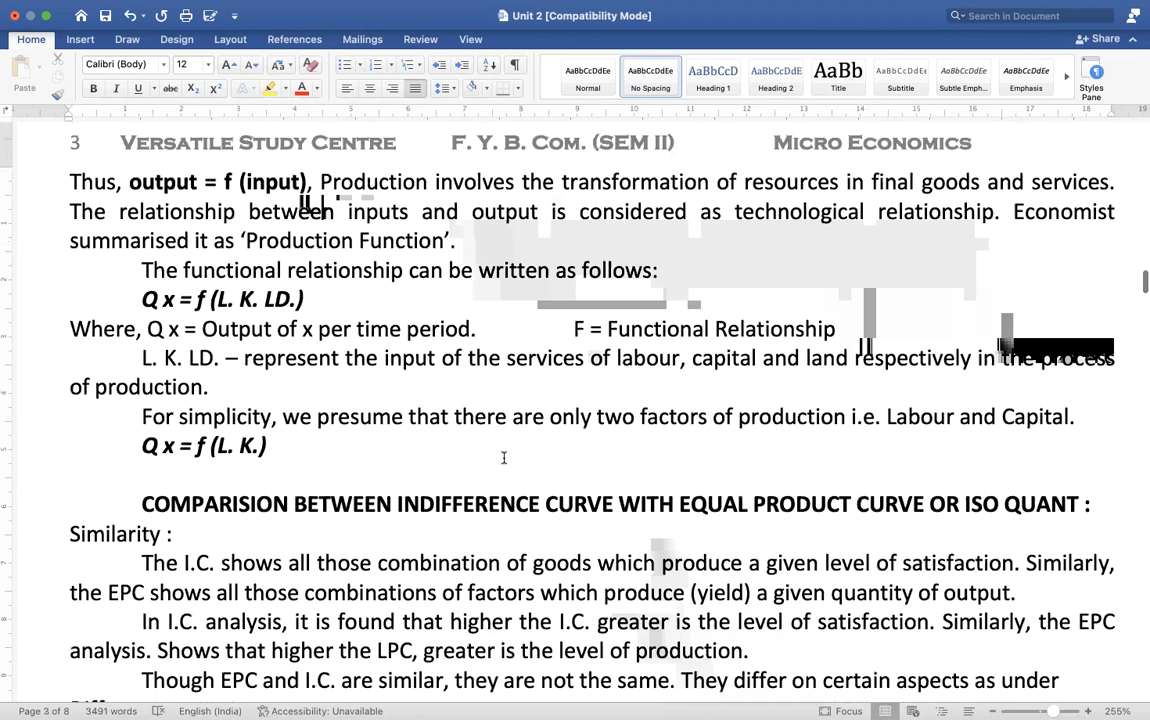 Unit 2 [Compatibility Mode]
Search in Document
Home Insert Draw Design Layout References Mailings Review View
Share
Paste
Calibri (Body) 12
AaBbCcDdEe AaBbCcDdEe AaBbCcD AaBbCcDdE AaBb AaBbCcDdEe AaBbCcDdEe AaBbCcDdEe
Normal No Spacing Heading 1 Heading 2 Title Subtitle Subtle Emph... Emphasis
Styles
Pane
3 VERSATILE STUDY CENTRE F. Y. B. COM. (SEM II) MICRO ECONOMICS
Thus, output = f (input), Production involves the transformation of resources in final goods and services.
The relationship between inputs and output is considered as technological relationship. Economist
summarised it as ‘Production Function’.
The functional relationship can be written as follows:
Q x = f (L. K. LD.)
Where, Q x = Output of x per time period. F = Functional Relationship
L. K. LD. – represent the input of the services of labour, capital and land respectively in the process
of production.
For simplicity, we presume that there are only two factors of production i.e. Labour and Capital.
Q x = f (L. K.)
COMPARISION BETWEEN INDIFFERENCE CURVE WITH EQUAL PRODUCT CURVE OR ISO QUANT :
Similarity :
The I.C. shows all those combination of goods which produce a given level of satisfaction. Similarly,
the EPC shows all those combinations of factors which produce (yield) a given quantity of output.
In I.C. analysis, it is found that higher the I.C. greater is the level of satisfaction. Similarly, the EPC
analysis. Shows that higher the LPC, greater is the level of production.
Though EPC and I.C. are similar, they are not the same. They differ on certain aspects as under
Page 3 of 8 3491 words English (India) Accessibility: Unavailable Focus 255%